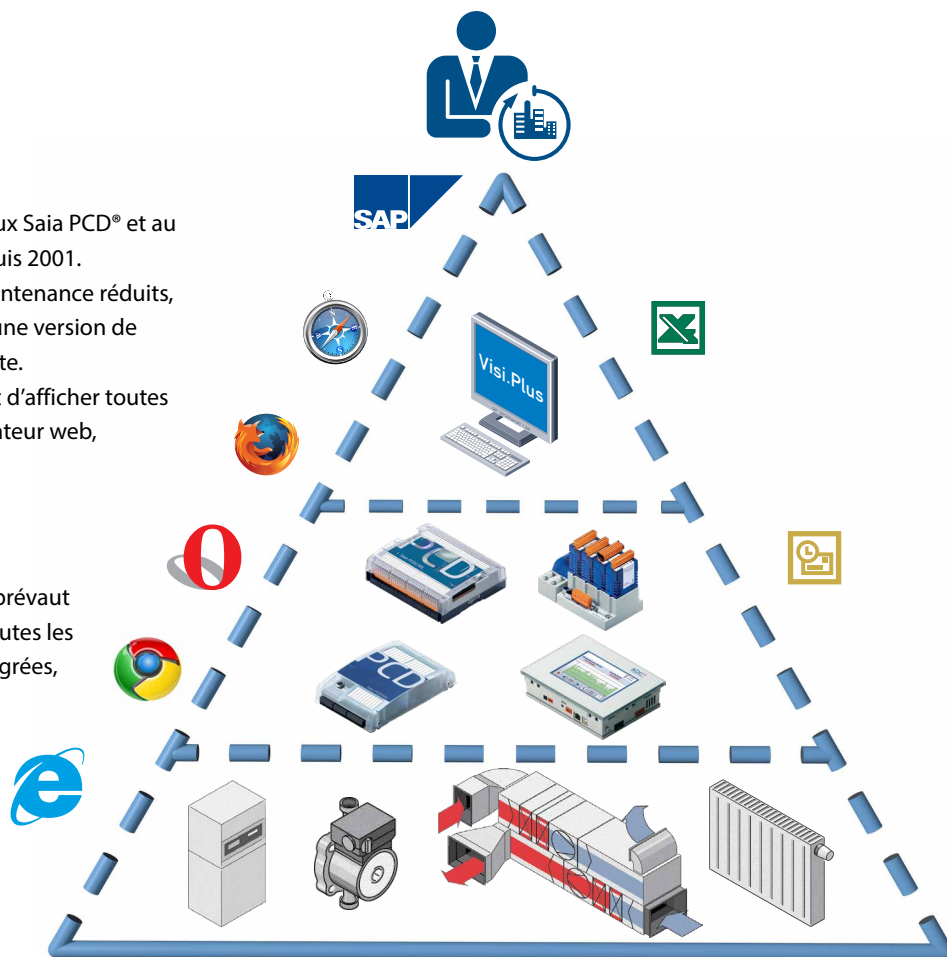 SAP
ux Saia PCD® et au
uis 2001.
ntenance réduits,
une version de
te.
t d’afficher toutes
ateur web,
Visi.Plus
prévaut
utes les
grées,
PCD
PCD